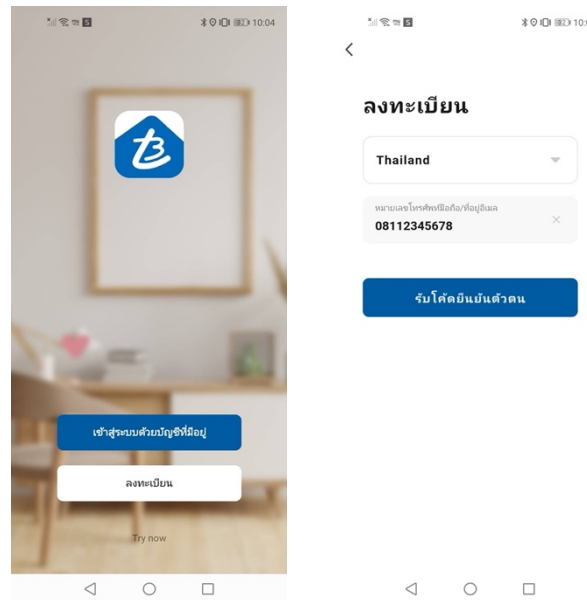 10:04
เข้าสู่ระบบด้วยบัญชีที่มีอยู่
ลงทะเบียน
Try now
ลงทะเบียน
Thailand
หมายเลขโทรศัพท์มือถือ/ที่อยู่อีเมล
08112345678
รับโค้ดยืนยันตัวตน